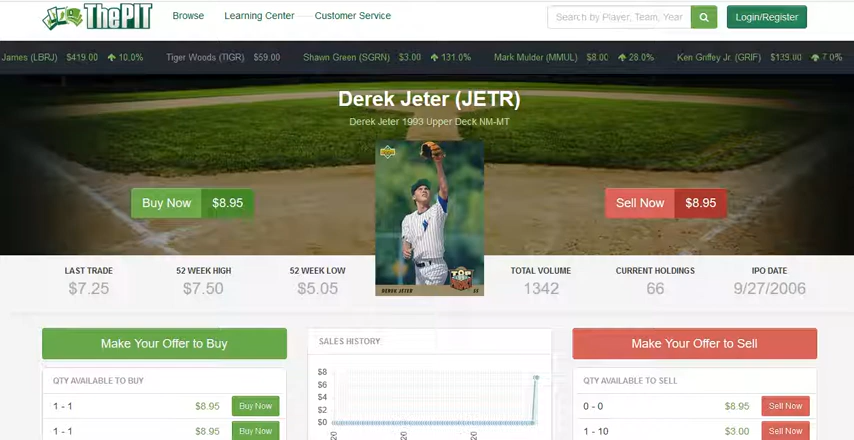 ThePIT
Browse Learning Center Customer Service
Search by Player, Team, Year
Login/Register
James (LBRJ) $419.00 10.0% Tiger Woods (TIGR) $59.00 Shawn Green (SGRN) $3.00 131.0% Mark Mulder (MMUL) $8.00 28.0% Ken Griffey Jr. (GRIF) $139.00 7.0%
Derek Jeter (JETR)
Derek Jeter 1993 Upper Deck NM-MT
Buy Now $8.95
Sell Now $8.95
TOP
DEREK JETER SS
LAST TRADE
$7.25
52 WEEK HIGH
$7.50
52 WEEK LOW
$5.05
TOTAL VOLUME
1342
CURRENT HOLDINGS
66
IPO DATE
9/27/2006
Make Your Offer to Buy
QTY AVAILABLE TO BUY
1 - 1 $8.95 Buy Now
1 - 1 $8.95 Buy Now
SALES HISTORY
$8
$6
$4
$2
$0
20
20
Make Your Offer to Sell
QTY AVAILABLE TO SELL
0 - 0 $8.95 Sell Now
1 - 10 $3.00 Sell Now